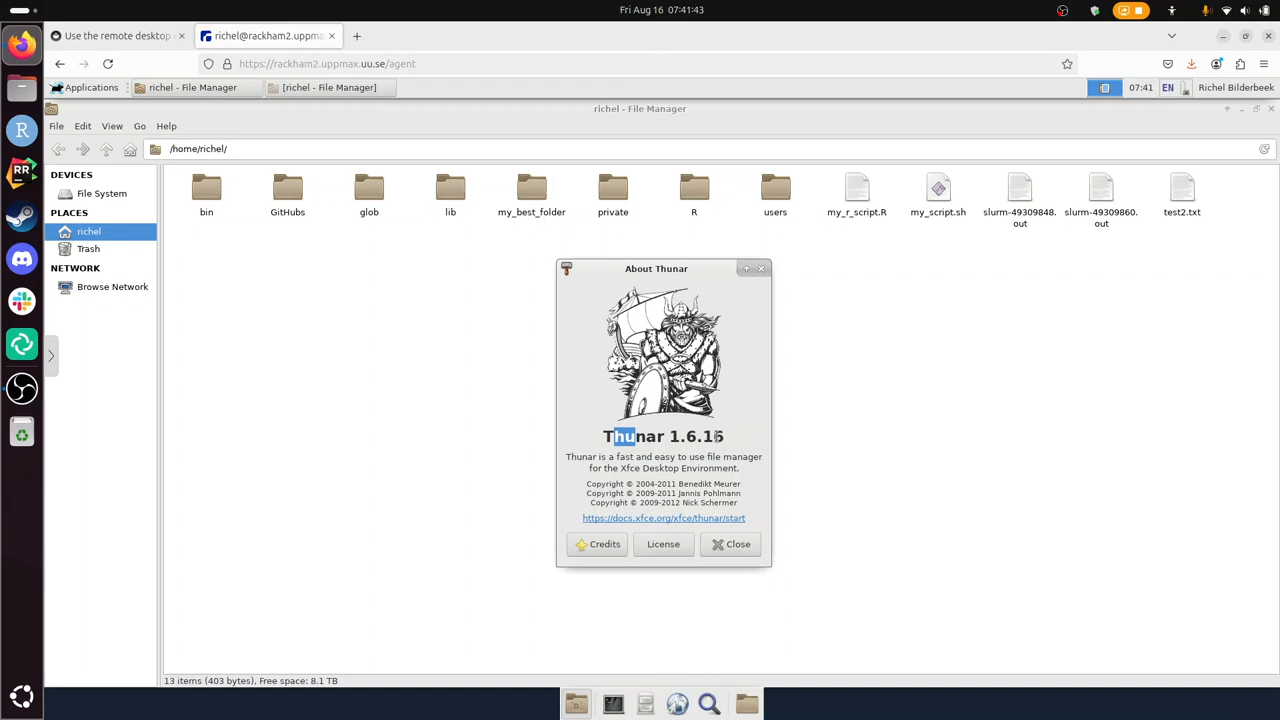 Fri Aug 16 07:41:43
Use the remote desktop
richel@rackham2.uppma
https://rackham2.uppmax.uu.se/agent
Applications
richel - File Manager
[richel - File Manager]
07:41
EN
Richel Bilderbeek
richel - File Manager
File
Edit
View
Go
Help
/home/richel/
DEVICES
File System
PLACES
richel
Trash
NETWORK
Browse Network
bin
GitHubs
glob
lib
my_best_folder
private
R
users
my_r_script.R
my_script.sh
slurm-49309848.
out
slurm-49309860.
out
test2.txt
About Thunar
Thunar 1.6.16
Thunar is a fast and easy to use file manager
for the Xfce Desktop Environment.
Copyright © 2004-2011 Benedikt Meurer
Copyright © 2009-2011 Jannis Pohlmann
Copyright © 2009-2012 Nick Schermer
https://docs.xfce.org/xfce/thunar/start
Credits
License
Close
13 items (403 bytes), Free space: 8.1 TB
R
RR